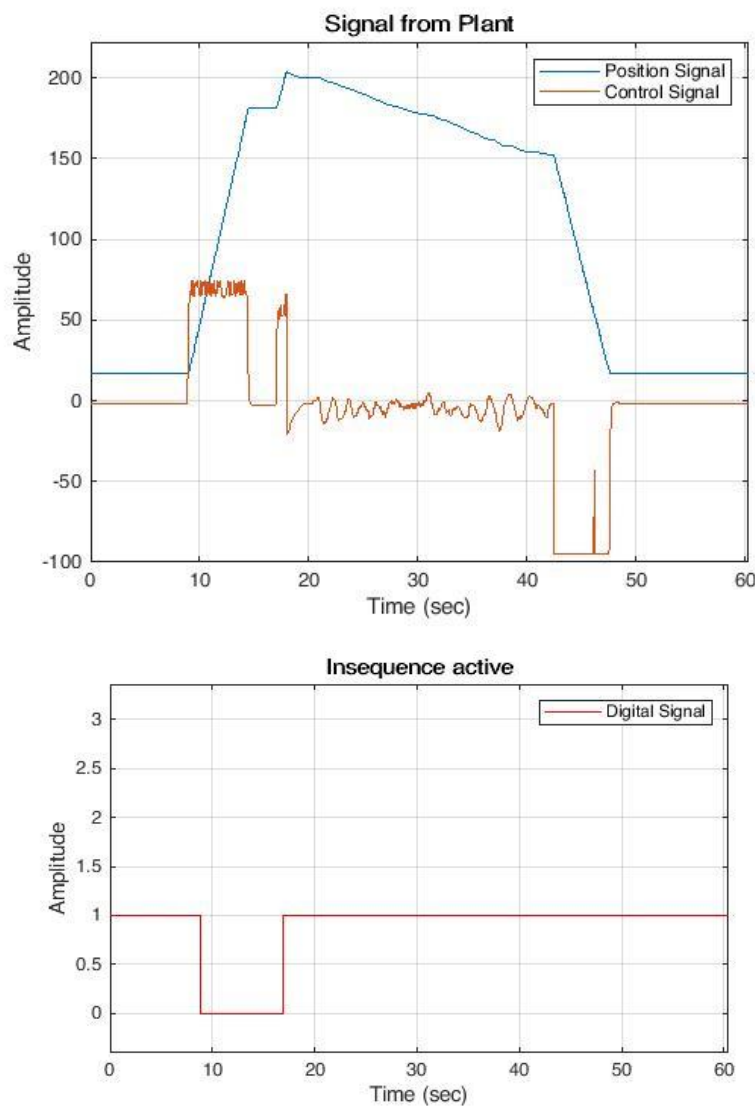 Signal from Plant
Position Signal
Control Signal
200
150
100
50
0
-50
-100
Amplitude
0 10 20 30 40 50 60
Time (sec)
Insequence active
Digital Signal
3
2.5
2
1.5
1
0.5
0
Amplitude
0 10 20 30 40 50 60
Time (sec)